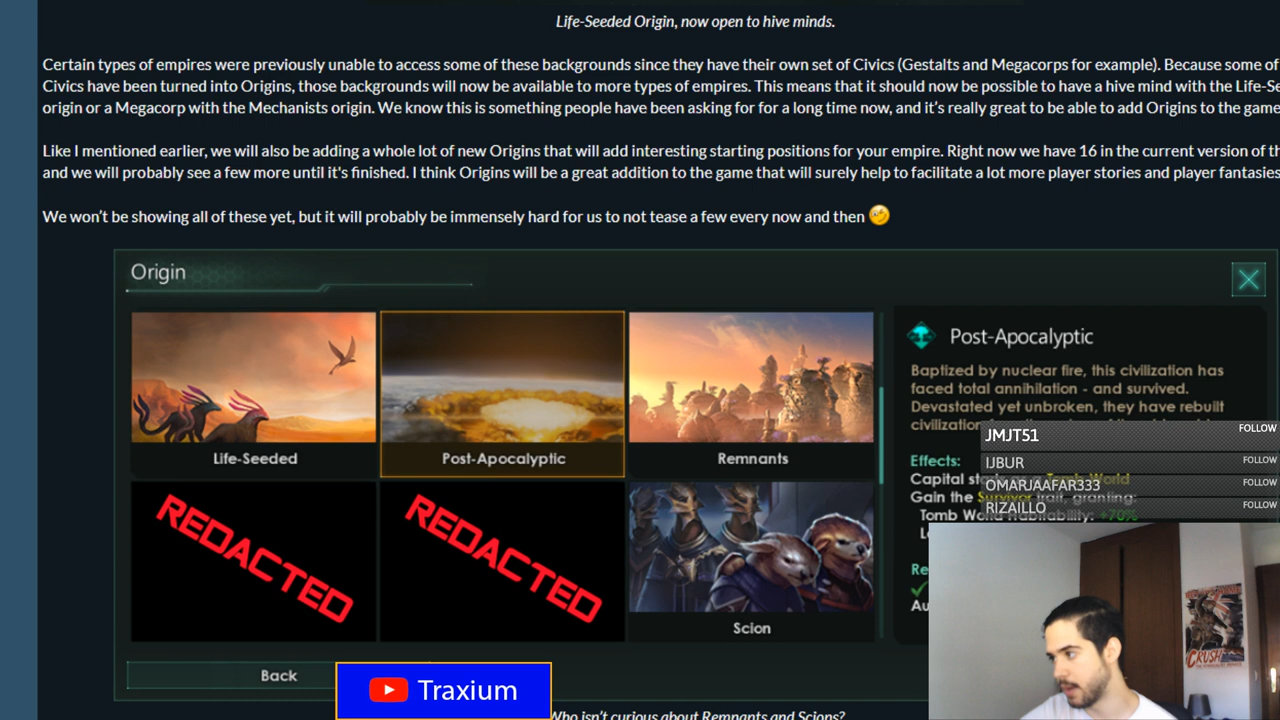 Life-Seeded Origin, now open to hive minds.
Certain types of empires were previously unable to access some of these backgrounds since they have their own set of Civics (Gestalts and Megacorps for example). Because some of
Civics have been turned into Origins, those backgrounds will now be available to more types of empires. This means that it should now be possible to have a hive mind with the Life-Se
origin or a Megacorp with the Mechanists origin. We know this is something people have been asking for for a long time now, and it's really great to be able to add Origins to the game
Like I mentioned earlier, we will also be adding a whole lot of new Origins that will add interesting starting positions for your empire. Right now we have 16 in the current version of th
and we will probably see a few more until it's finished. I think Origins will be a great addition to the game that will surely help to facilitate a lot more player stories and player fantasies
We won't be showing all of these yet, but it will probably be immensely hard for us to not tease a few every now and then
Origin
Life-Seeded
Post-Apocalyptic
Remnants
REDACTED
REDACTED
Scion
Back
Post-Apocalyptic
Baptized by nuclear fire, this civilization has
faced total annihilation - and survived.
Devastated yet unbroken, they have rebuilt
civilization
Effects:
Capital Tomb World
Gain the Survivor trait, granting:
Tomb World Habitability: +70%
JMJT51 FOLLOW
IJBUR FOLLOW
OMARJAAFAR333 FOLLOW
RIZAILLO FOLLOW
CRUSH
Traxium
Who isn't curious about Remnants and Scions?